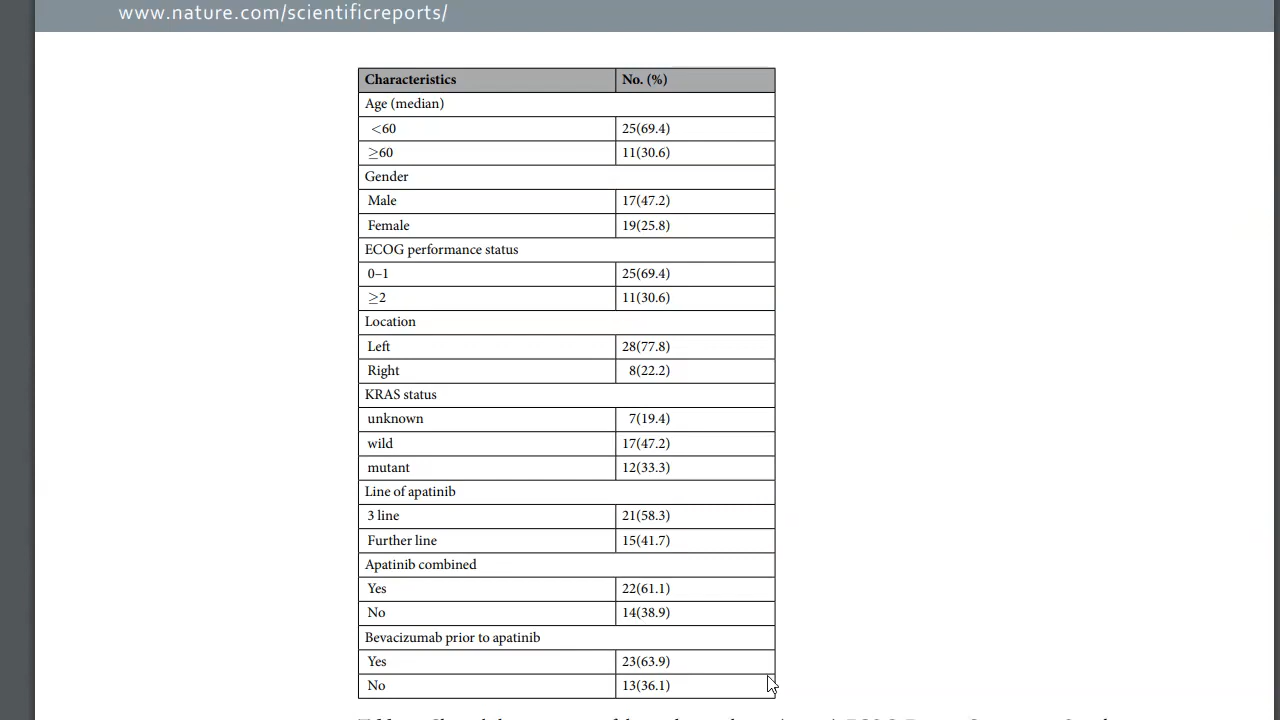 www.nature.com/scientificreports/
Characteristics No. (%)
Age (median)
<60 25(69.4)
≥60 11(30.6)
Gender
Male 17(47.2)
Female 19(25.8)
ECOG performance status
0–1 25(69.4)
≥2 11(30.6)
Location
Left 28(77.8)
Right 8(22.2)
KRAS status
unknown 7(19.4)
wild 17(47.2)
mutant 12(33.3)
Line of apatinib
3 line 21(58.3)
Further line 15(41.7)
Apatinib combined
Yes 22(61.1)
No 14(38.9)
Bevacizumab prior to apatinib
Yes 23(63.9)
No 13(36.1)